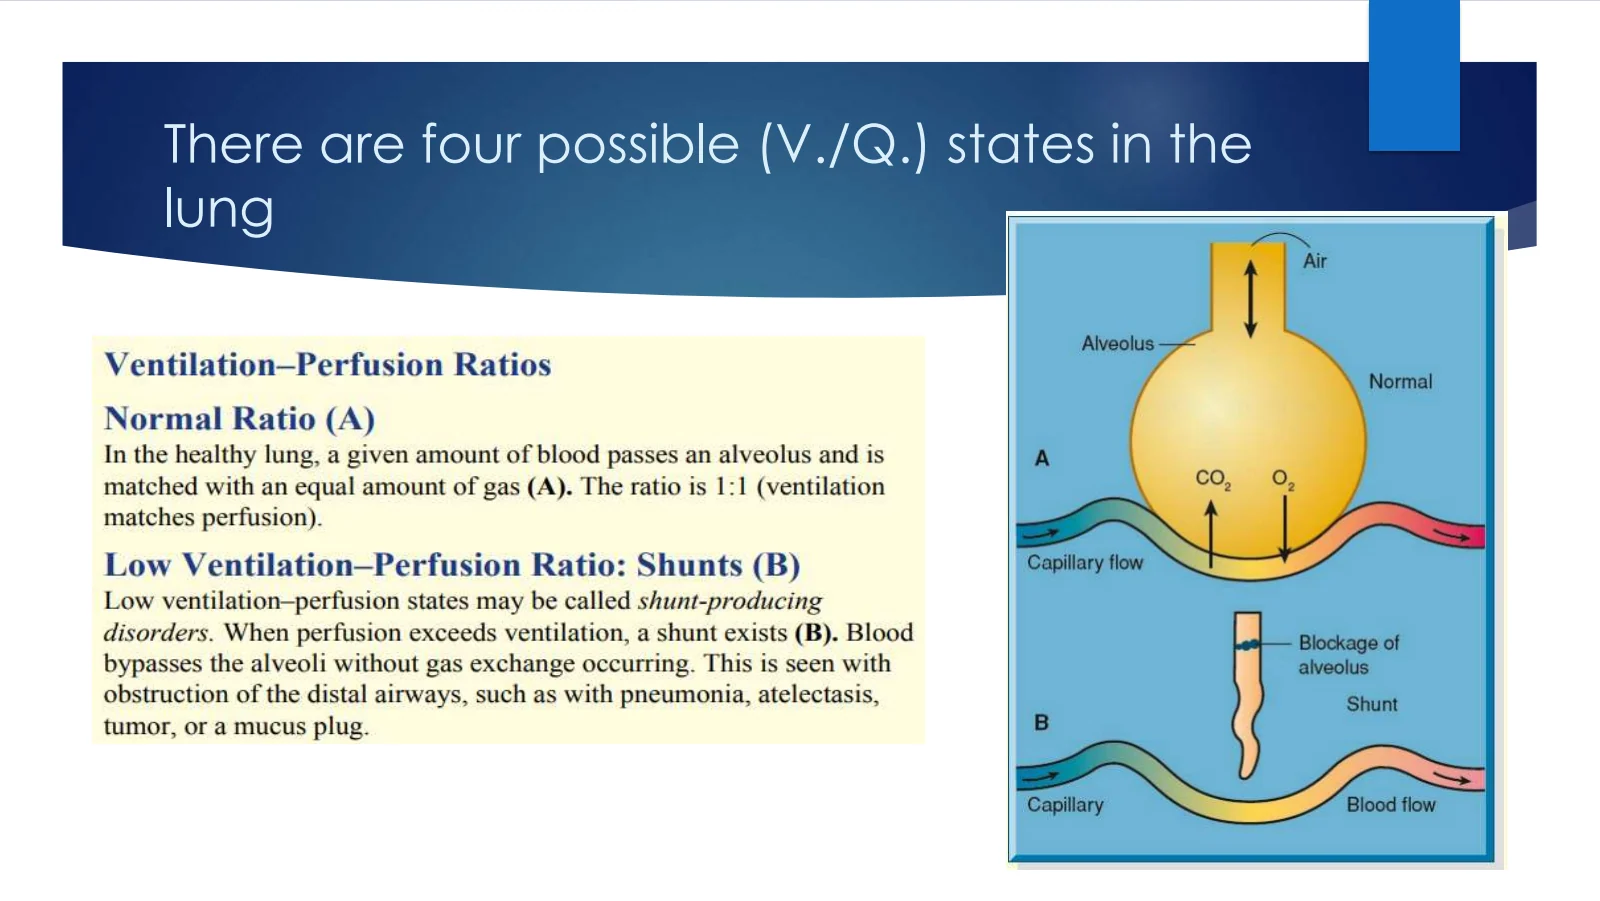 There are four possible (V./Q.) states in the
lung
Ventilation–Perfusion Ratios
Normal Ratio (A)
In the healthy lung, a given amount of blood passes an alveolus and is
matched with an equal amount of gas (A). The ratio is 1:1 (ventilation
matches perfusion).
Low Ventilation–Perfusion Ratio: Shunts (B)
Low ventilation–perfusion states may be called shunt-producing
disorders. When perfusion exceeds ventilation, a shunt exists (B). Blood
bypasses the alveoli without gas exchange occurring. This is seen with
obstruction of the distal airways, such as with pneumonia, atelectasis,
tumor, or a mucus plug.
Air
Alveolus
Normal
A
CO2 O2
Capillary flow
Blockage of
alveolus
Shunt
B
Capillary
Blood flow